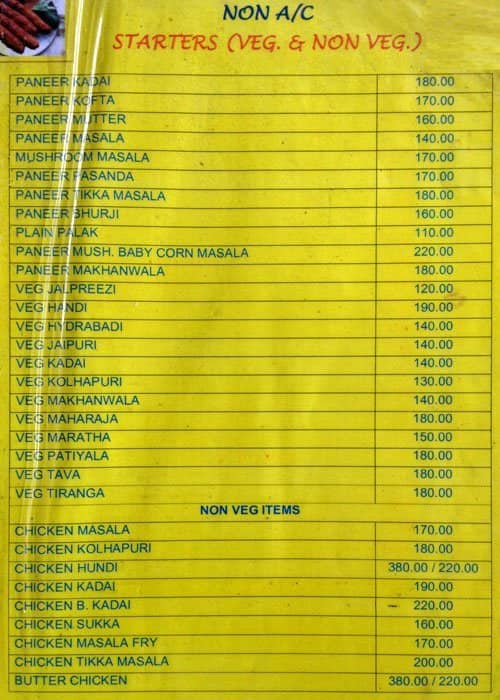 NON A/C
STARTERS (VEG. & NON VEG.)
PANEER KADAI 180.00
PANEER KOFTA 170.00
PANEER MUTTER 160.00
PANEER MASALA 140.00
MUSHROOM MASALA 170.00
PANEER PASANDA 170.00
PANEER TIKKA MASALA 180.00
PANEER BHURJI 160.00
PLAIN PALAK 110.00
PANEER MUSH. BABY CORN MASALA 220.00
PANEER MAKHANWALA 180.00
VEG JALPREEZI 120.00
VEG HANDI 190.00
VEG HYDRABADI 140.00
VEG JAIPURI 140.00
VEG KADAI 140.00
VEG KOLHAPURI 130.00
VEG MAKHANWALA 140.00
VEG MAHARAJA 180.00
VEG MARATHA 150.00
VEG PATIYALA 180.00
VEG TAVA 180.00
VEG TIRANGA 180.00
NON VEG ITEMS
CHICKEN MASALA 170.00
CHICKEN KOLHAPURI 180.00
CHICKEN HUNDI 380.00 / 220.00
CHICKEN KADAI 190.00
CHICKEN B. KADAI 220.00
CHICKEN SUKKA 160.00
CHICKEN MASALA FRY 170.00
CHICKEN TIKKA MASALA 200.00
BUTTER CHICKEN 380.00 / 220.00